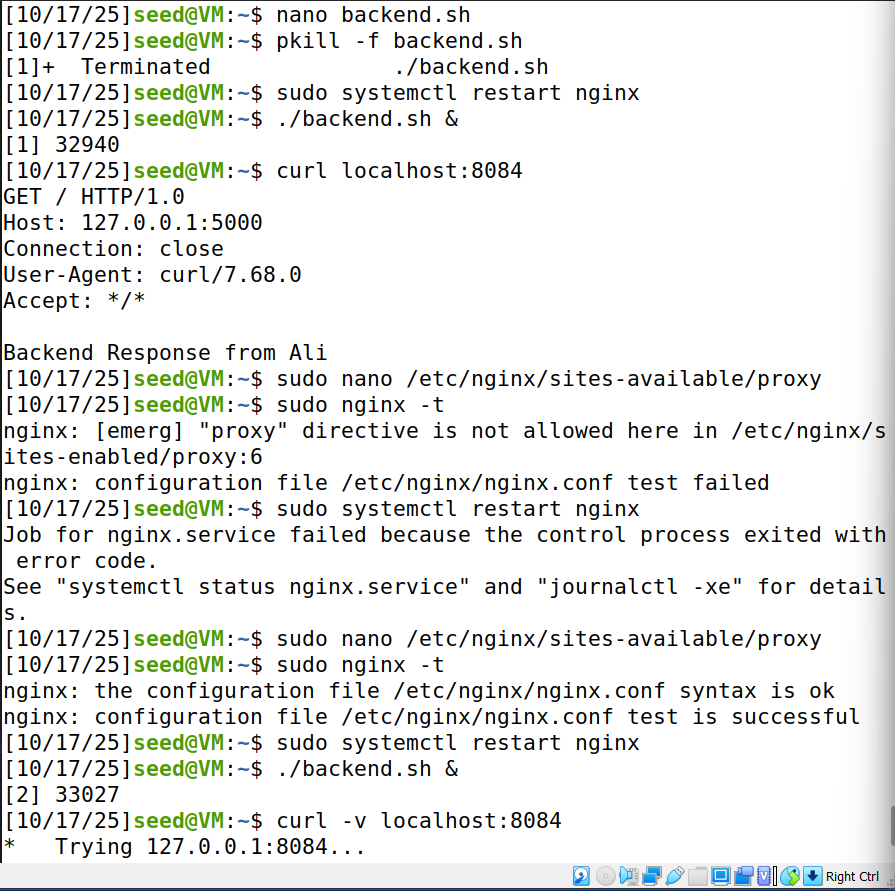 [10/17/25]seed@VM:~$ nano backend.sh
[10/17/25]seed@VM:~$ pkill -f backend.sh
[1]+  Terminated              ./backend.sh
[10/17/25]seed@VM:~$ sudo systemctl restart nginx
[10/17/25]seed@VM:~$ ./backend.sh &
[1] 32940
[10/17/25]seed@VM:~$ curl localhost:8084
GET / HTTP/1.0
Host: 127.0.0.1:5000
Connection: close
User-Agent: curl/7.68.0
Accept: */*

Backend Response from Ali
[10/17/25]seed@VM:~$ sudo nano /etc/nginx/sites-available/proxy
[10/17/25]seed@VM:~$ sudo nginx -t
nginx: [emerg] "proxy" directive is not allowed here in /etc/nginx/s
ites-enabled/proxy:6
nginx: configuration file /etc/nginx/nginx.conf test failed
[10/17/25]seed@VM:~$ sudo systemctl restart nginx
Job for nginx.service failed because the control process exited with
 error code.
See "systemctl status nginx.service" and "journalctl -xe" for detail
s.
[10/17/25]seed@VM:~$ sudo nano /etc/nginx/sites-available/proxy
[10/17/25]seed@VM:~$ sudo nginx -t
nginx: the configuration file /etc/nginx/nginx.conf syntax is ok
nginx: configuration file /etc/nginx/nginx.conf test is successful
[10/17/25]seed@VM:~$ sudo systemctl restart nginx
[10/17/25]seed@VM:~$ ./backend.sh &
[2] 33027
[10/17/25]seed@VM:~$ curl -v localhost:8084
*   Trying 127.0.0.1:8084...
Right Ctrl